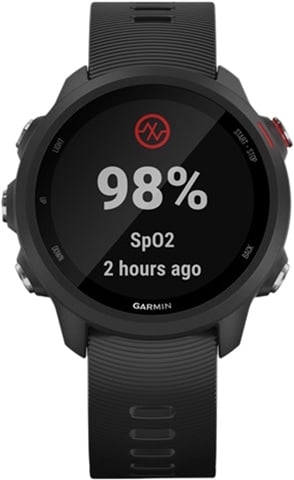 LIGHT
START · STOP
98%
SpO2
2 hours ago
UP
DOWN
BACK
GARMIN